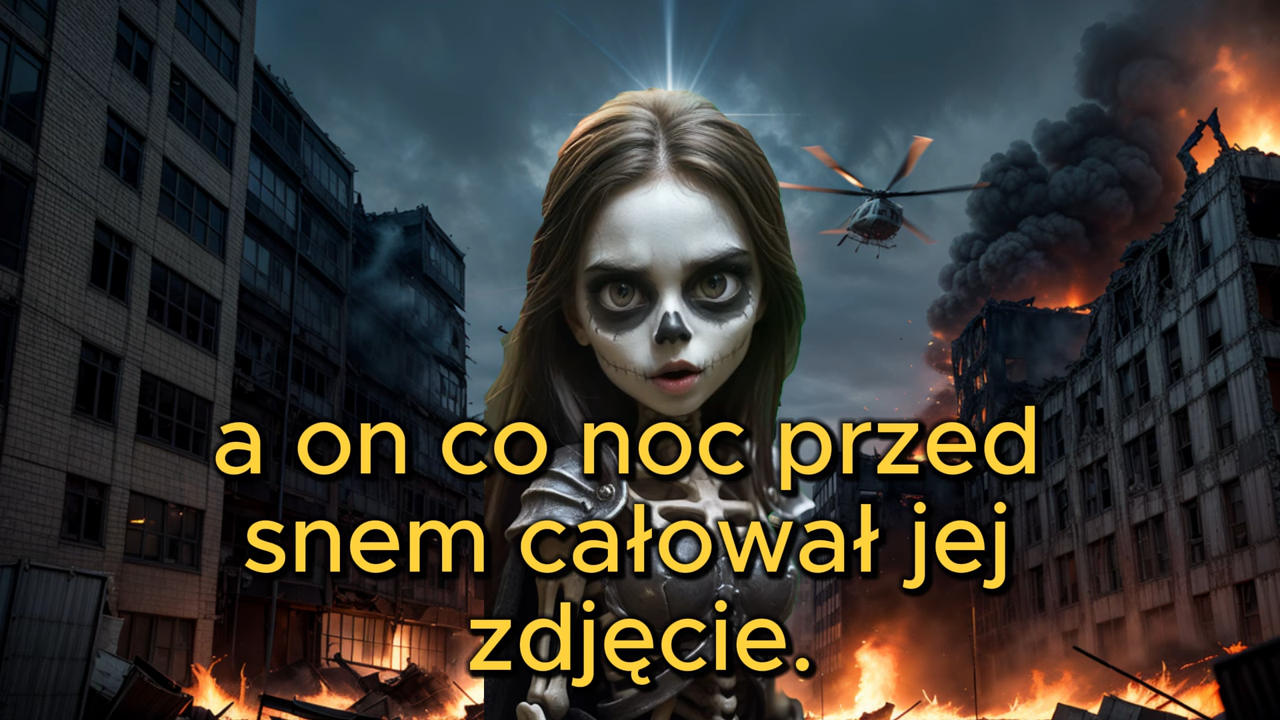 a on co noc przed
snem całował jej
zdjęcie.